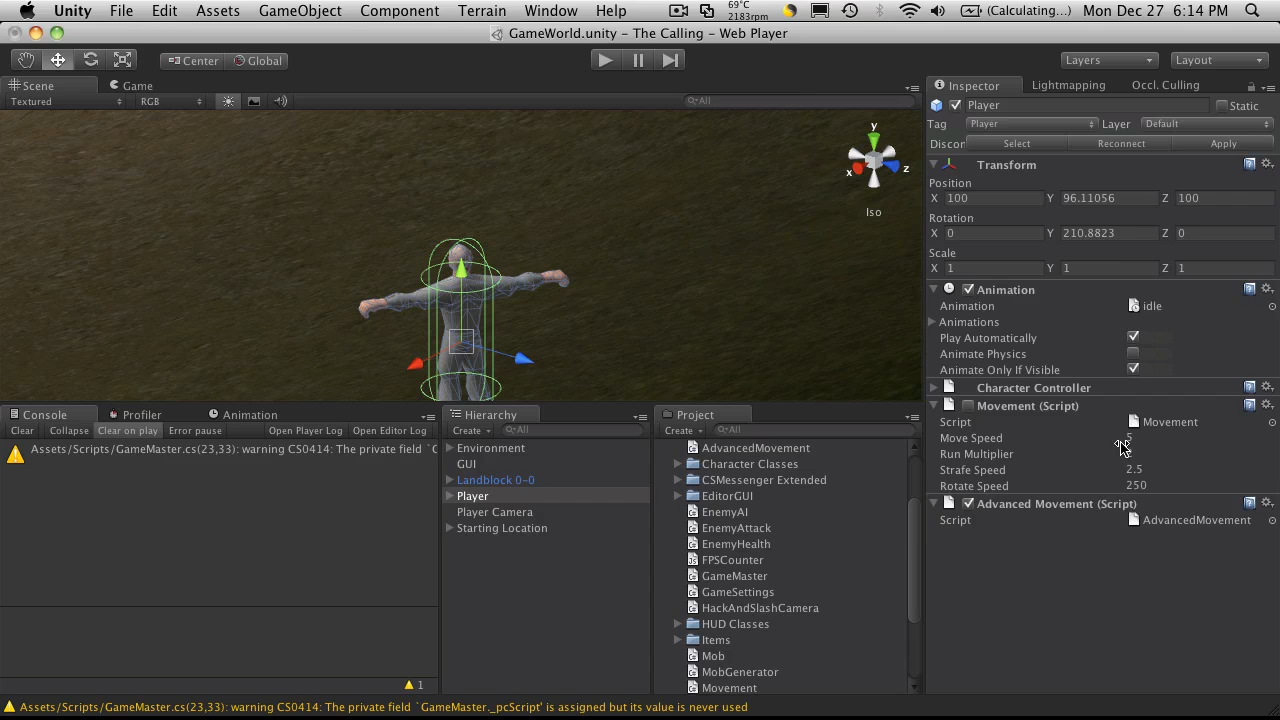 Unity File Edit Assets GameObject Component Terrain Window Help 69°C 2183rpm (Calculating...) Mon Dec 27 6:14 PM
GameWorld.unity - The Calling - Web Player
Center Global Layers Layout
Scene Game
Textured RGB All
y
x z
Iso
Inspector Lightmapping Occl. Culling
Player Static
Tag Player Layer Default
Discon Select Reconnect Apply
Transform
Position
X 100 Y 96.11056 Z 100
Rotation
X 0 Y 210.8823 Z 0
Scale
X 1 Y 1 Z 1
Animation
Animation idle
Animations
Play Automatically
Animate Physics
Animate Only If Visible
Character Controller
Movement (Script)
Script Movement
Move Speed
Run Multiplier
Strafe Speed 2.5
Rotate Speed 250
Advanced Movement (Script)
Script AdvancedMovement
Console Profiler Animation
Clear Collapse Clear on play Error pause Open Player Log Open Editor Log
Assets/Scripts/GameMaster.cs(23,33): warning CS0414: The private field `
1
Hierarchy
Create All
Environment
GUI
Landblock 0-0
Player
Player Camera
Starting Location
Project
Create All
AdvancedMovement
Character Classes
CSMessenger Extended
EditorGUI
EnemyAI
EnemyAttack
EnemyHealth
FPSCounter
GameMaster
GameSettings
HackAndSlashCamera
HUD Classes
Items
Mob
MobGenerator
Movement
Assets/Scripts/GameMaster.cs(23,33): warning CS0414: The private field `GameMaster._pcScript' is assigned but its value is never used